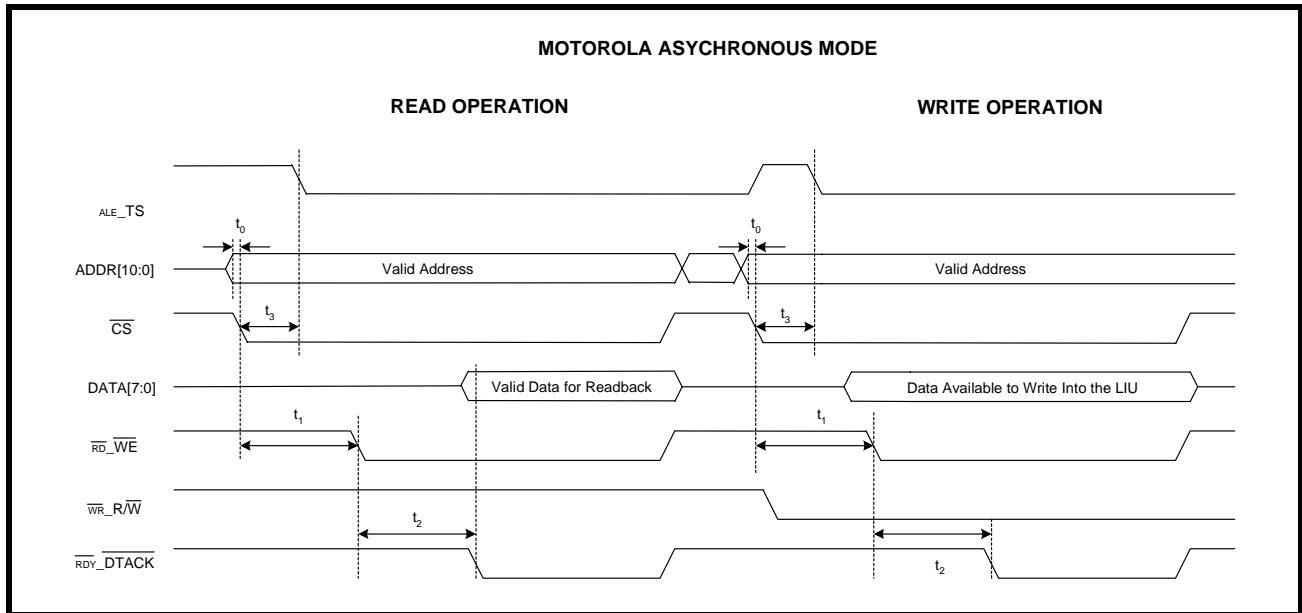 MOTOROLA ASYCHRONOUS MODE
READ OPERATION
WRITE OPERATION
ALE_TS
t0
t0
ADDR[10:0]
Valid Address
Valid Address
CS
t3
t3
DATA[7:0]
Valid Data for Readback
Data Available to Write Into the LIU
t1
t1
RD_WE
WR_R/W
t2
RDY_DTACK
t2